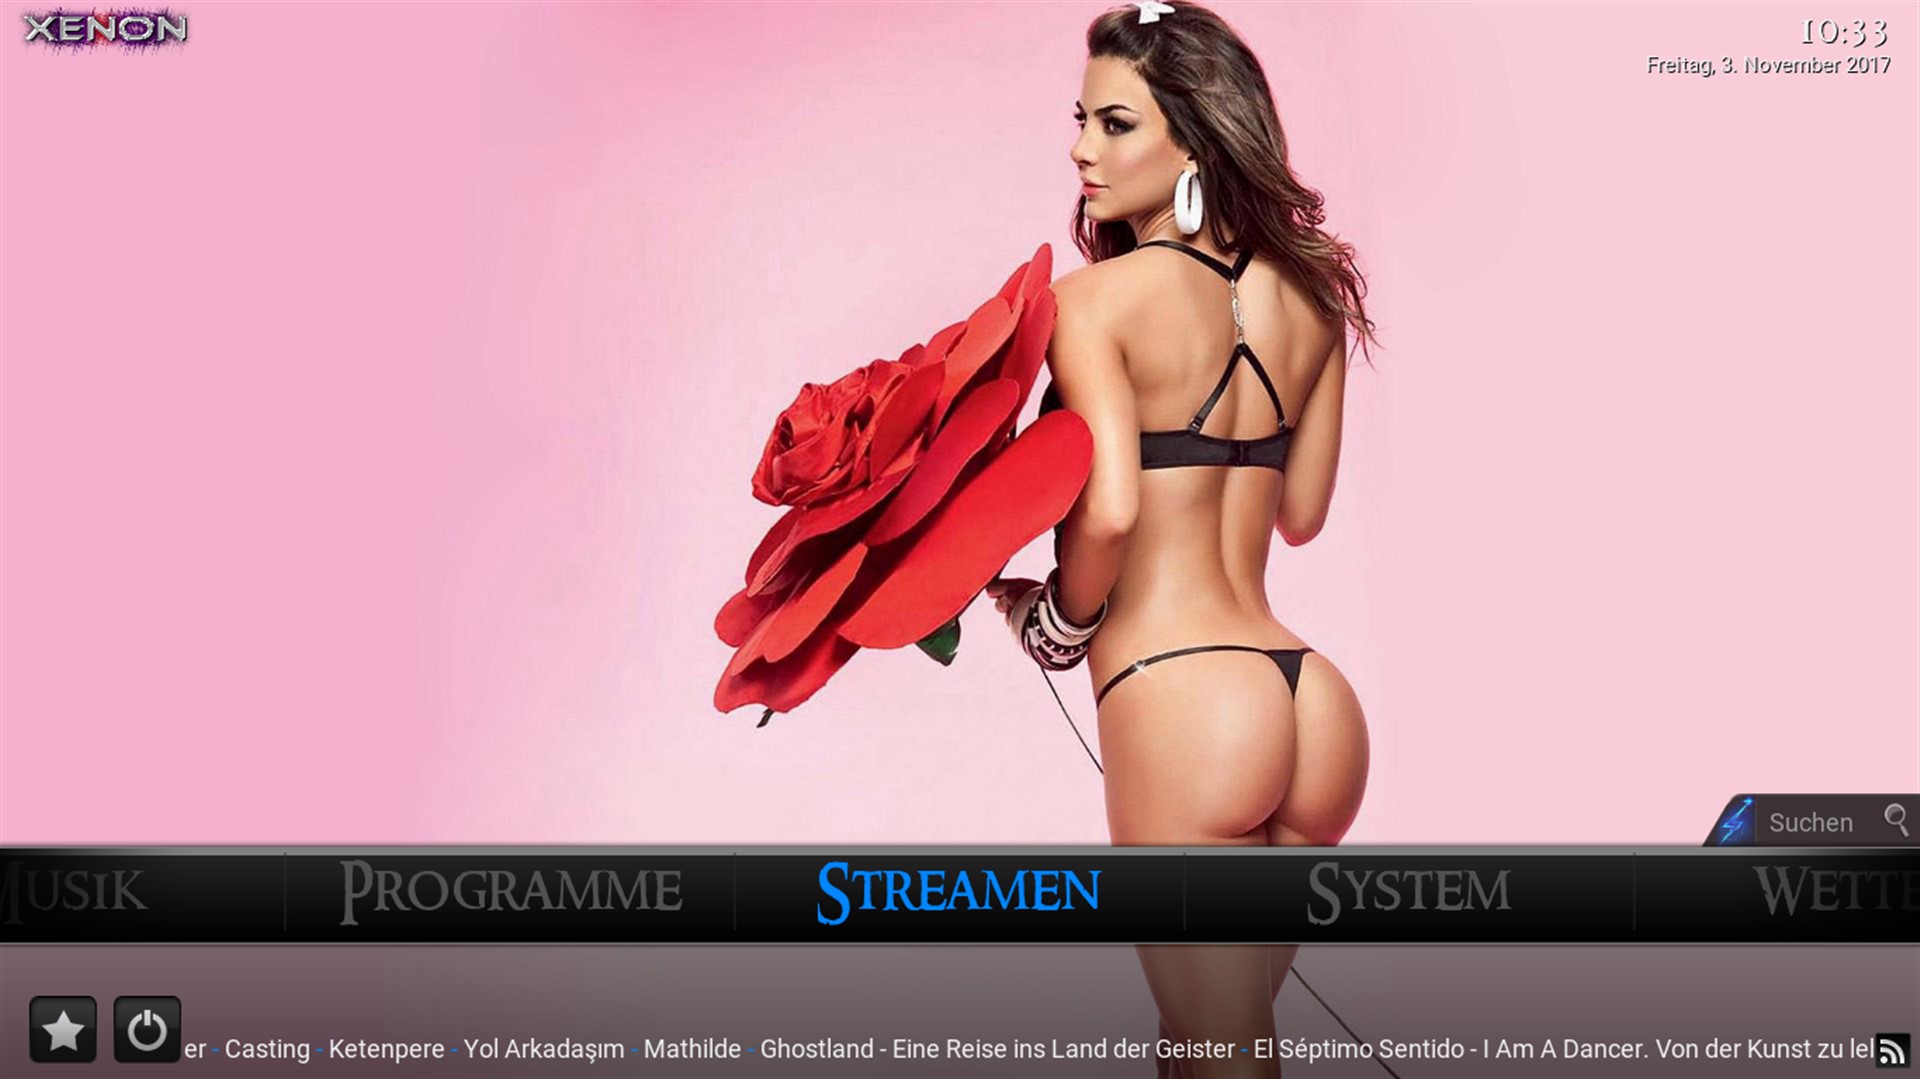 XENON
10:33
Freitag, 3. November 2017
Suchen
MUSIK PROGRAMME STREAMEN SYSTEM WETTE
er - Casting - Ketenpere - Yol Arkadaşım - Mathilde - Ghostland - Eine Reise ins Land der Geister - El Séptimo Sentido - I Am A Dancer. Von der Kunst zu lel